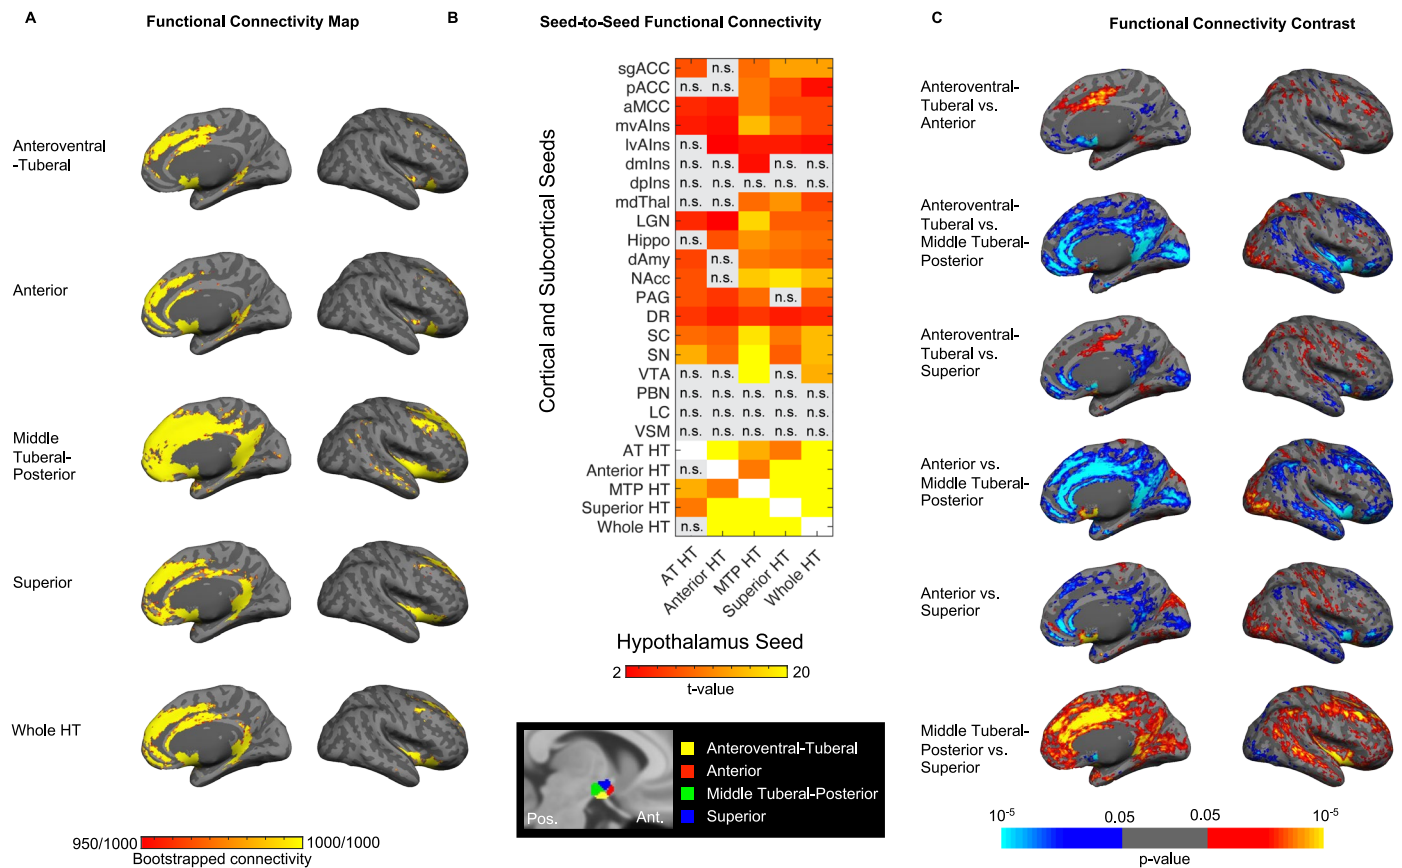 A
Functional Connectivity Map
Anteroventral
-Tuberal
Anterior
Middle
Tuberal-
Posterior
Superior
Whole HT
950/1000
1000/1000
Bootstrapped connectivity
B
Seed-to-Seed Functional Connectivity
Cortical and Subcortical Seeds
sgACC n.s.
pACC n.s. n.s.
aMCC
mvAIns
lvAIns n.s.
dmIns n.s. n.s. n.s. n.s.
dpIns n.s. n.s. n.s. n.s. n.s.
mdThal n.s. n.s.
LGN
Hippo n.s.
dAmy n.s.
NAcc n.s.
PAG n.s.
DR
SC
SN
VTA n.s. n.s. n.s.
PBN n.s. n.s. n.s. n.s. n.s.
LC n.s. n.s. n.s. n.s. n.s.
VSM n.s. n.s. n.s. n.s. n.s.
AT HT
Anterior HT n.s.
MTP HT
Superior HT
Whole HT n.s.
AT HT
Anterior HT
MTP HT
Superior HT
Whole HT
Hypothalamus Seed
2
20
t-value
Pos.
Ant.
Anteroventral-Tuberal
Anterior
Middle Tuberal-Posterior
Superior
C
Functional Connectivity Contrast
Anteroventral-
Tuberal vs.
Anterior
Anteroventral-
Tuberal vs.
Middle Tuberal-
Posterior
Anteroventral-
Tuberal vs.
Superior
Anterior vs.
Middle Tuberal-
Posterior
Anterior vs.
Superior
Middle Tuberal-
Posterior vs.
Superior
10⁻⁵ 0.05 0.05 10⁻⁵
p-value